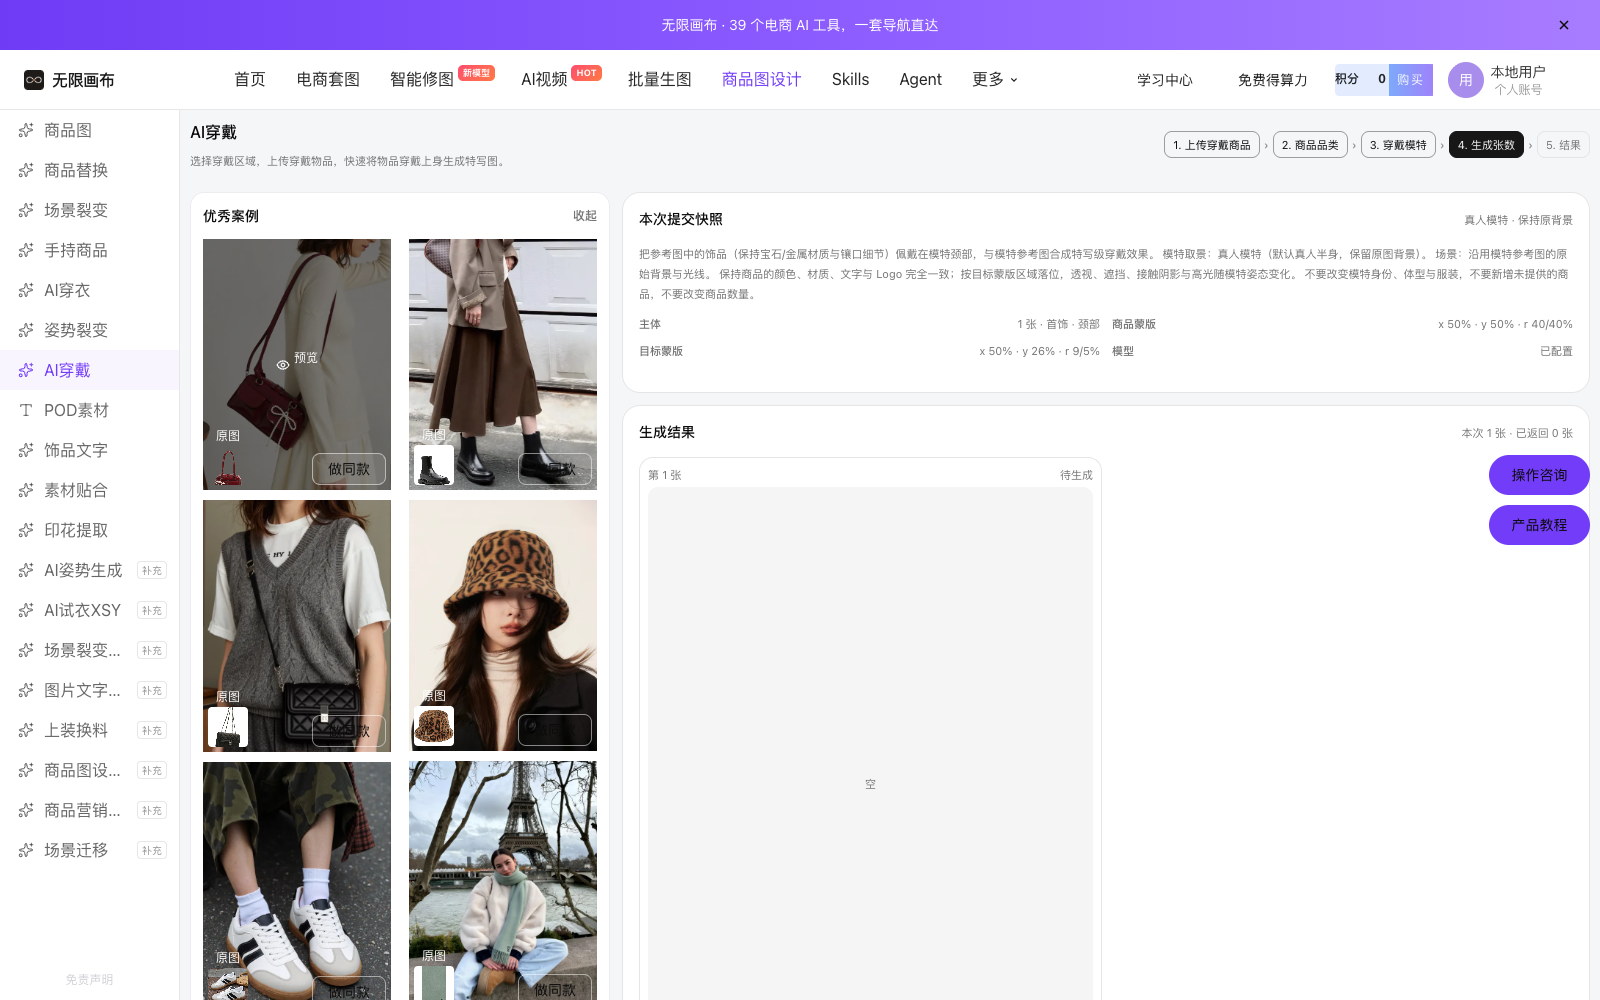 无限画布 · 39 个电商 AI 工具，一套导航直达
无限画布
首页
电商套图
智能修图
新模型
AI视频
HOT
批量生图
商品图设计
Skills
Agent
更多
学习中心
免费得算力
积分 0
购买
用
本地用户
个人账号
商品图
商品替换
场景裂变
手持商品
AI穿衣
姿势裂变
AI穿戴
POD素材
饰品文字
素材贴合
印花提取
AI姿势生成 补充
AI试衣XSY 补充
场景裂变... 补充
图片文字... 补充
上装换料 补充
商品图设... 补充
商品营销... 补充
场景迁移 补充
免责声明
AI穿戴
选择穿戴区域，上传穿戴物品，快速将物品穿戴上身生成特写图。
1. 上传穿戴商品 › 2. 商品品类 › 3. 穿戴模特 › 4. 生成张数 › 5. 结果
优秀案例
收起
预览
原图
做同款
原图
做同款
原图
做同款
原图
原图
做同款
原图
做同款
本次提交快照
真人模特 · 保持原背景
把参考图中的饰品（保持宝石/金属材质与镶口细节）佩戴在模特颈部，与模特参考图合成特写级穿戴效果。 模特取景：真人模特（默认真人半身，保留原图背景）。 场景：沿用模特参考图的原
始背景与光线。 保持商品的颜色、材质、文字与 Logo 完全一致；按目标蒙版区域落位，透视、遮挡、接触阴影与高光随模特姿态变化。 不要改变模特身份、体型与服装，不要新增未提供的商
品，不要改变商品数量。
主体
1 张 · 首饰 · 颈部
商品蒙版
x 50% · y 50% · r 40/40%
目标蒙版
x 50% · y 26% · r 9/5%
模型
已配置
生成结果
本次 1 张 · 已返回 0 张
第 1 张
待生成
空
操作咨询
产品教程